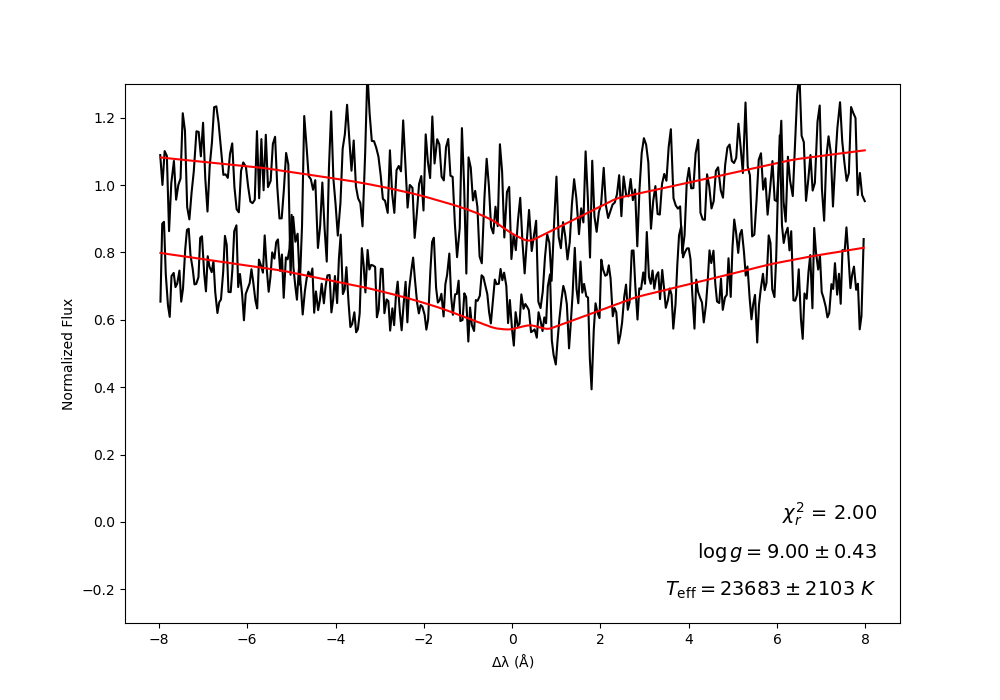 1.2
1.0
0.8
0.6
0.4
0.2
0.0
−0.2
Normalized Flux
χ²ᵣ = 2.00
log g = 9.00 ± 0.43
T_eff = 23683 ± 2103 K
−8 −6 −4 −2 0 2 4 6 8
Δλ (Å)